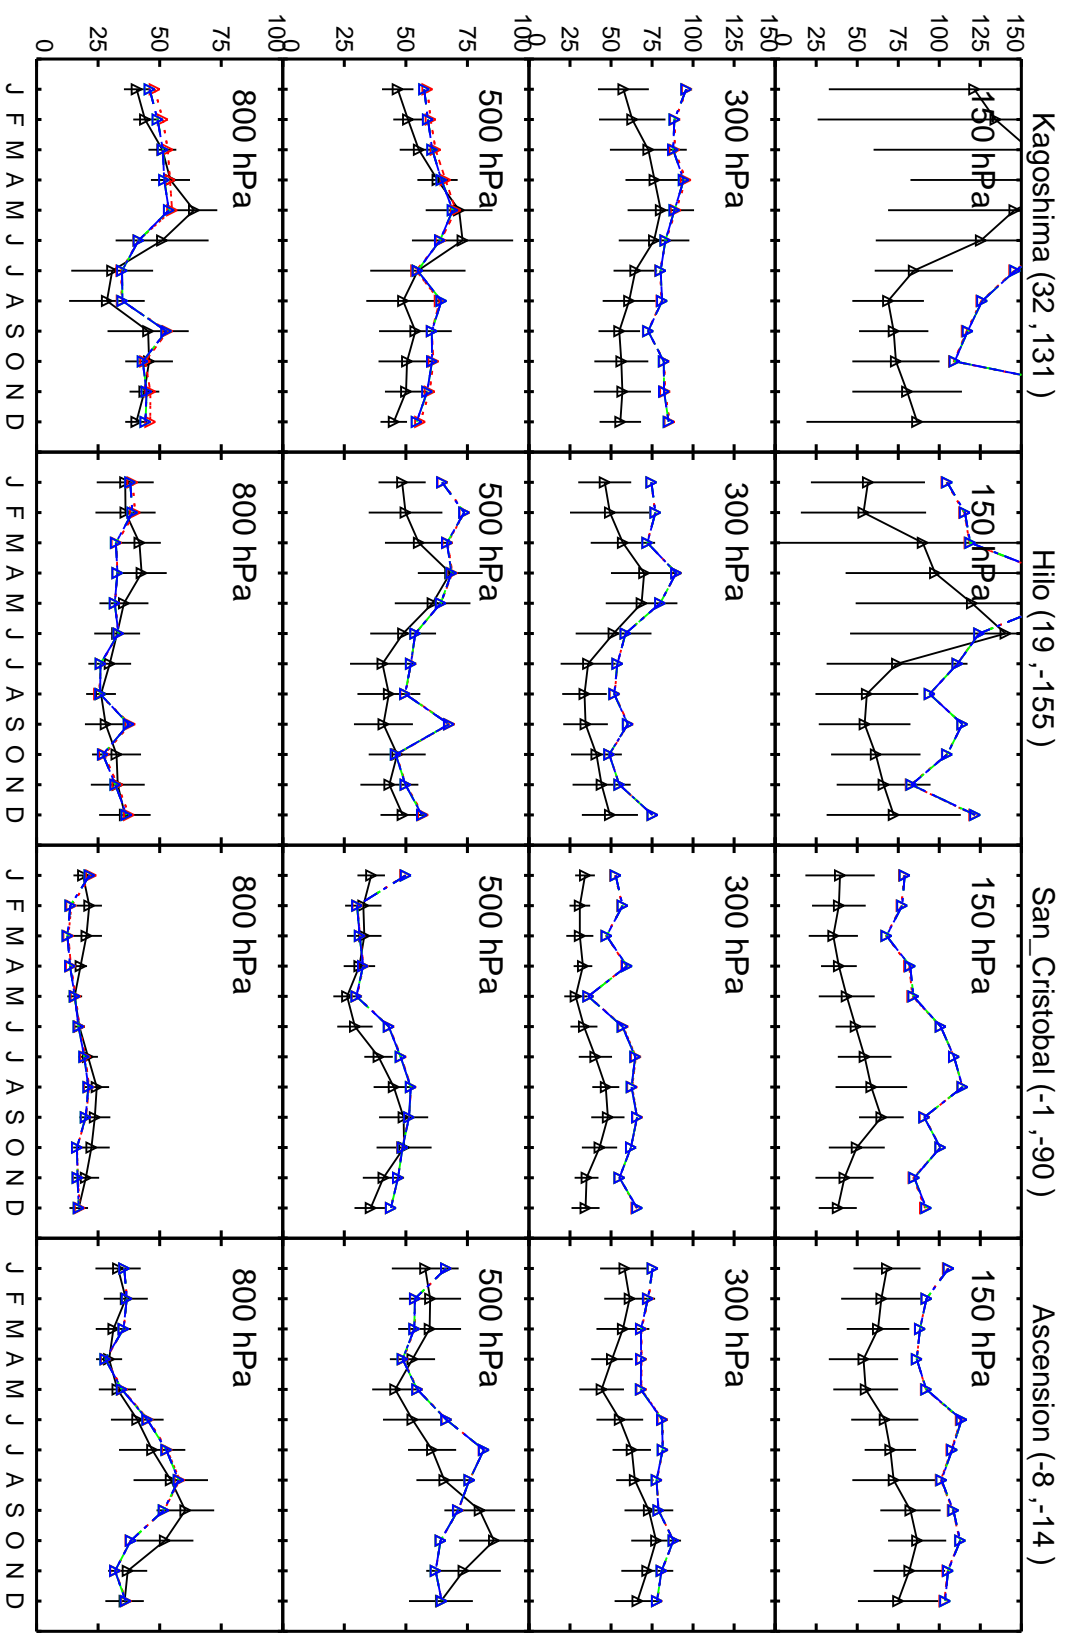 Kagoshima (32 ,131 )
Hilo (19 ,-155 )
San_Cristobal (-1 ,-90 )
Ascension (-8 ,-14 )
150
125
100
75
50
25
0
150 hPa
150 hPa
150 hPa
150 hPa
150
125
100
75
50
25
0
300 hPa
300 hPa
300 hPa
300 hPa
100
75
50
25
0
500 hPa
500 hPa
500 hPa
500 hPa
100
75
50
25
0
800 hPa
800 hPa
800 hPa
800 hPa
J F M A M J J A S O N D
J F M A M J J A S O N D
J F M A M J J A S O N D
J F M A M J J A S O N D